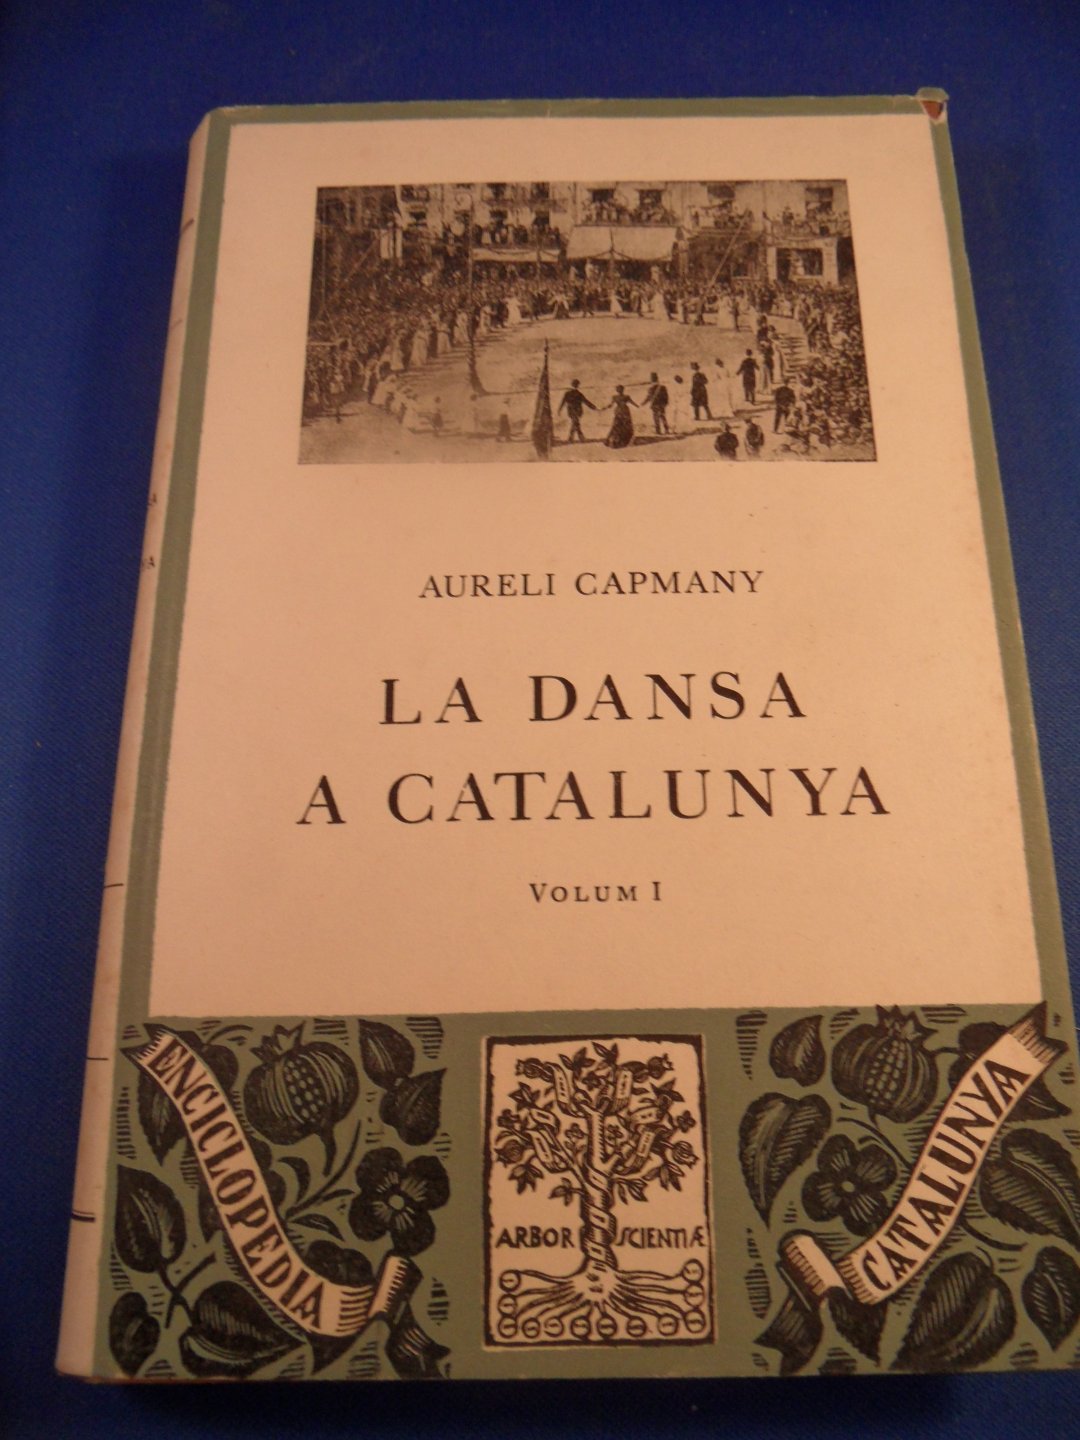 AURELI CAPMANY
LA DANSA
A CATALUNYA
VOLUM I
ENCICLOPEDIA
ARBOR SCIENTIÆ
CATALUNYA